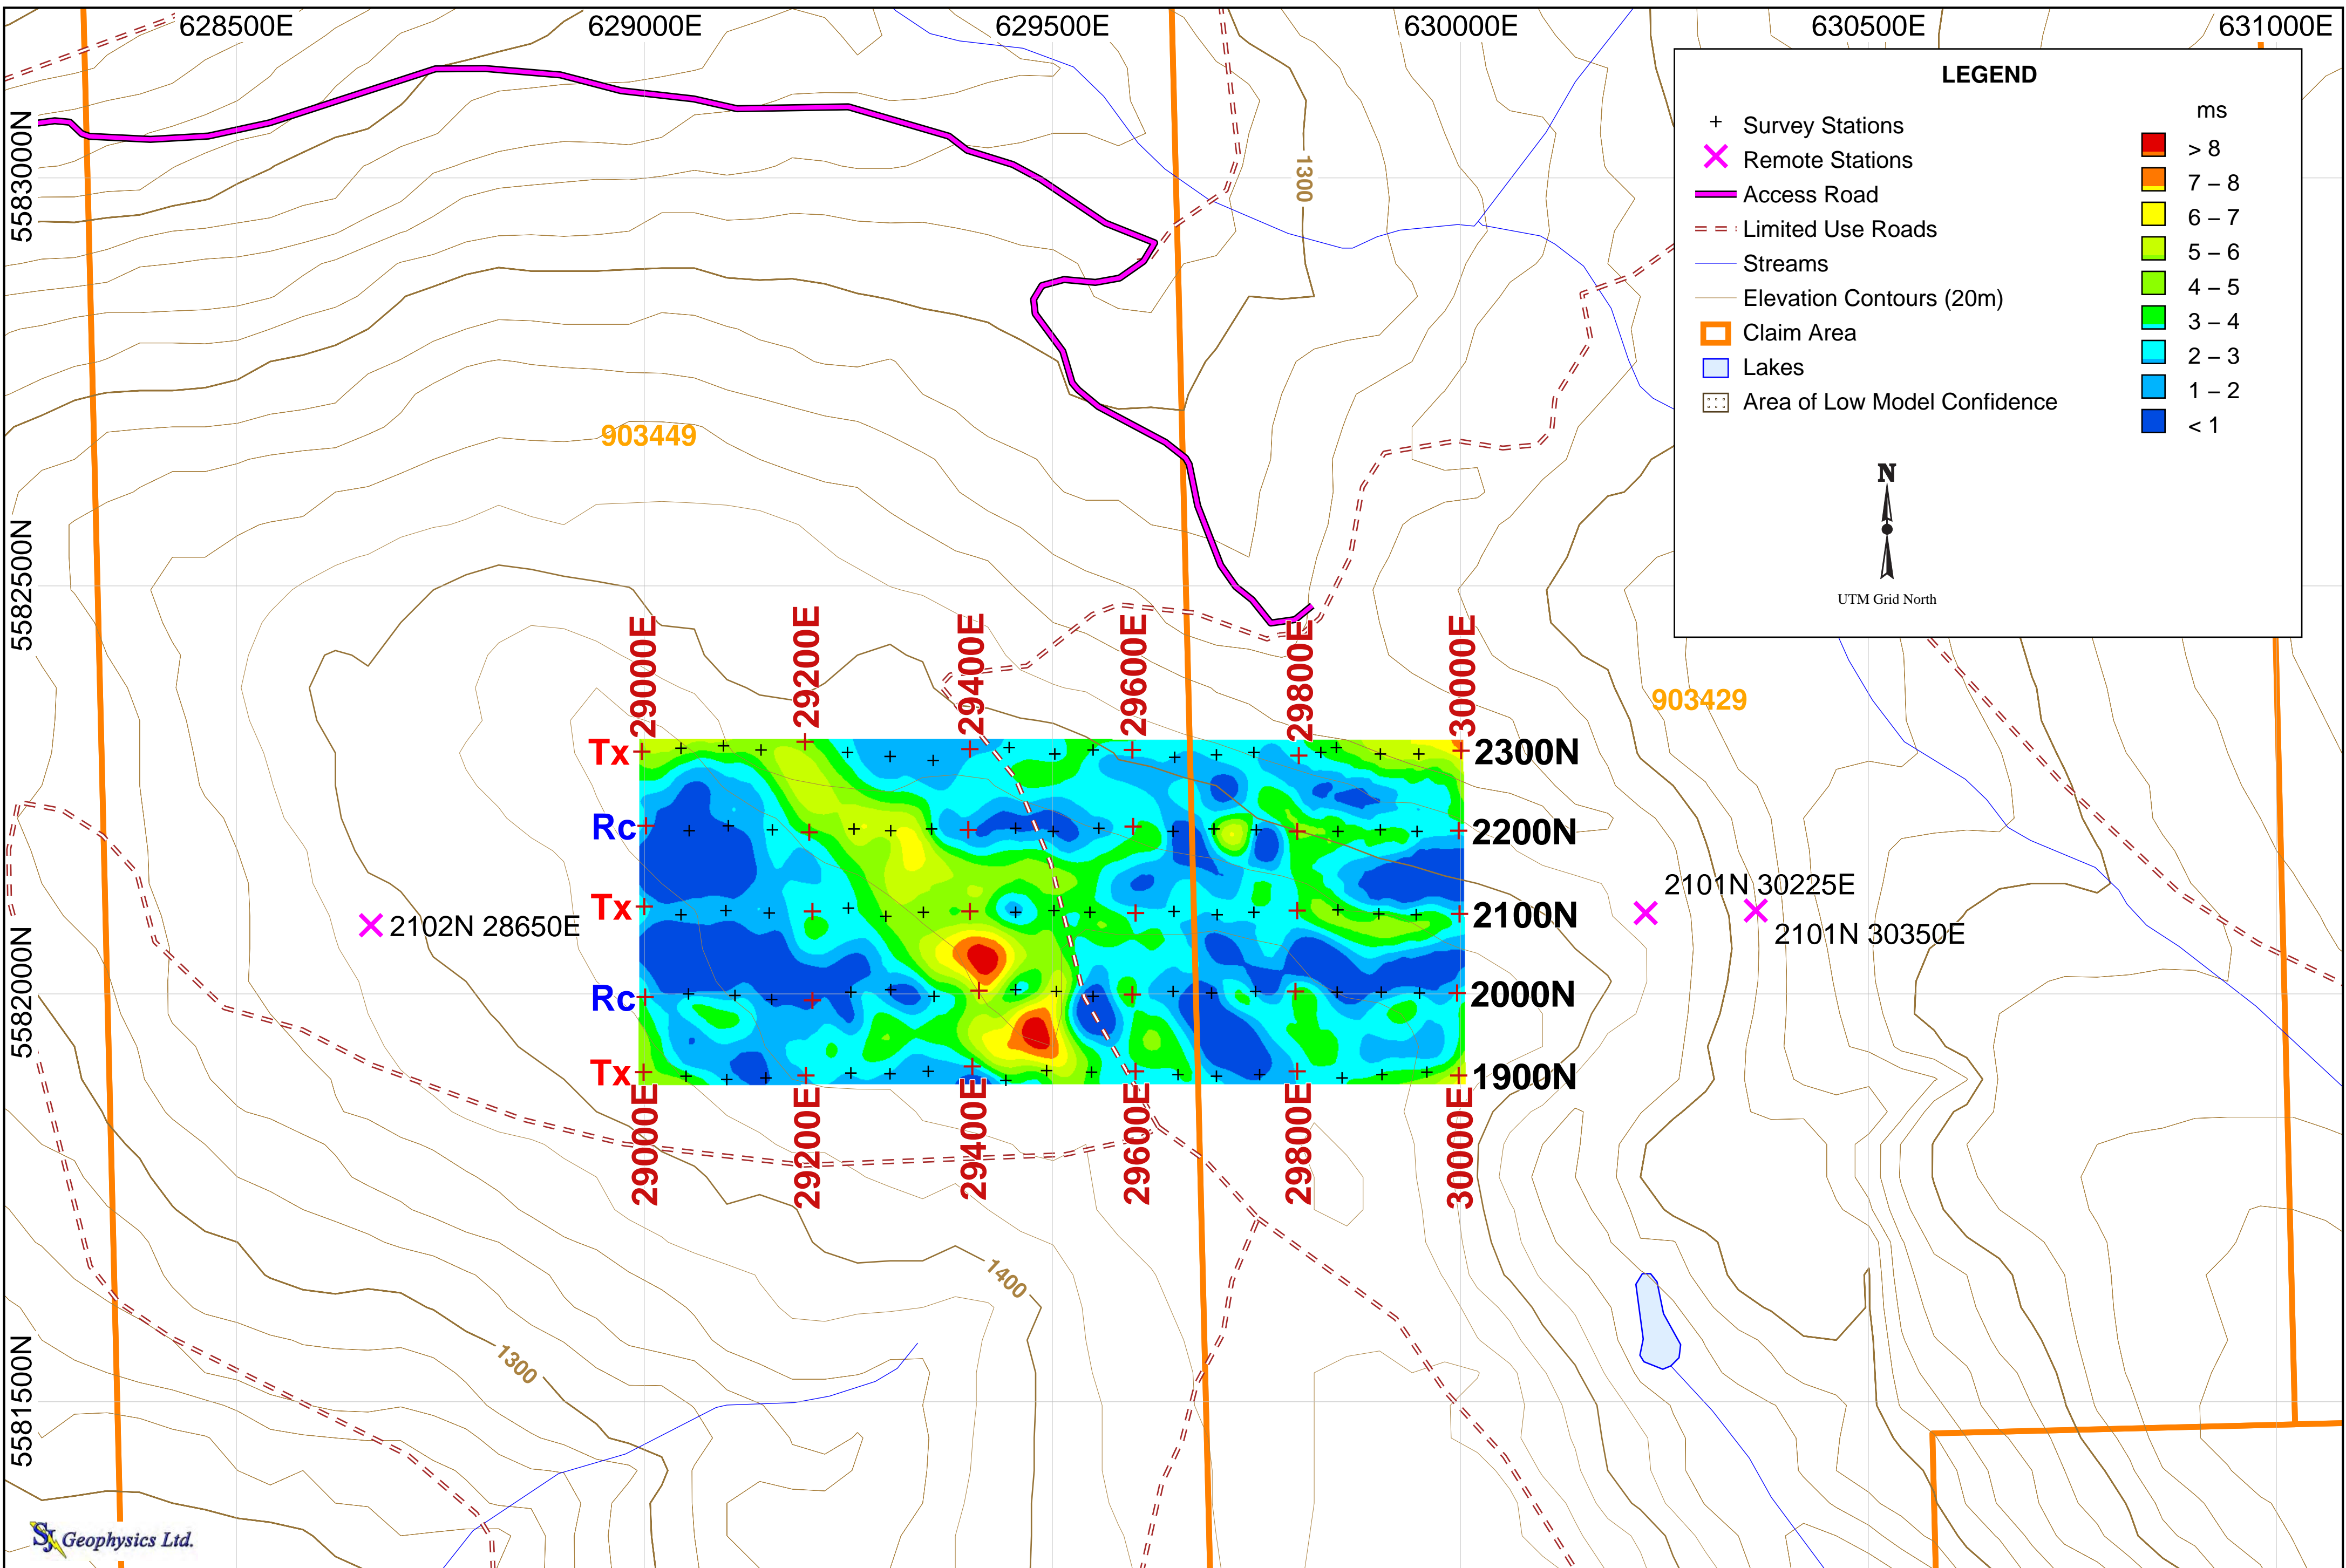 628500E 629000E 629500E 630000E 630500E 631000E
5583000N
5582500N
5582000N
5581500N
LEGEND
ms
Survey Stations
Remote Stations
Access Road
Limited Use Roads
Streams
Elevation Contours (20m)
Claim Area
Lakes
Area of Low Model Confidence
> 8
7 – 8
6 – 7
5 – 6
4 – 5
3 – 4
2 – 3
1 – 2
< 1
N
UTM Grid North
1300
903449
903429
29000E 29200E 29400E 29600E 29800E 30000E
Tx 2300N
Rc 2200N
Tx 2100N
Rc 2000N
Tx 1900N
29000E 29200E 29400E 29600E 29800E 30000E
2102N 28650E
2101N 30225E
2101N 30350E
1400
1300
SJ Geophysics Ltd.